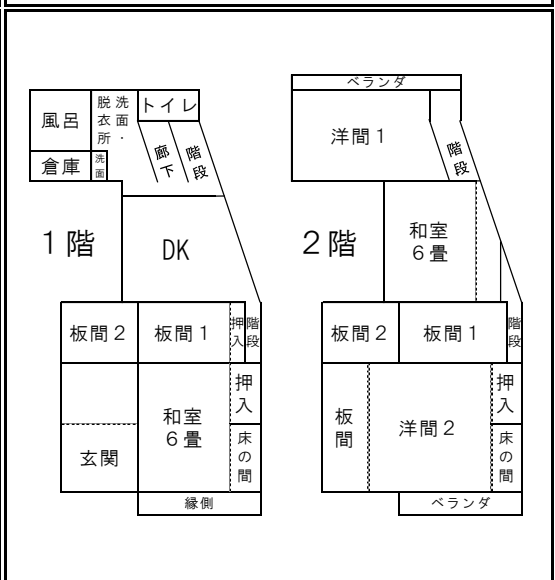 風呂
洗面・
脱衣所
トイレ
倉庫
洗面
廊下
階段
1階
DK
板間2
板間1
押入
階段
和室
6畳
押入
床の間
玄関
縁側
ベランダ
洋間1
階段
2階
和室
6畳
板間2
板間1
階段
板間
洋間2
押入
床の間
ベランダ